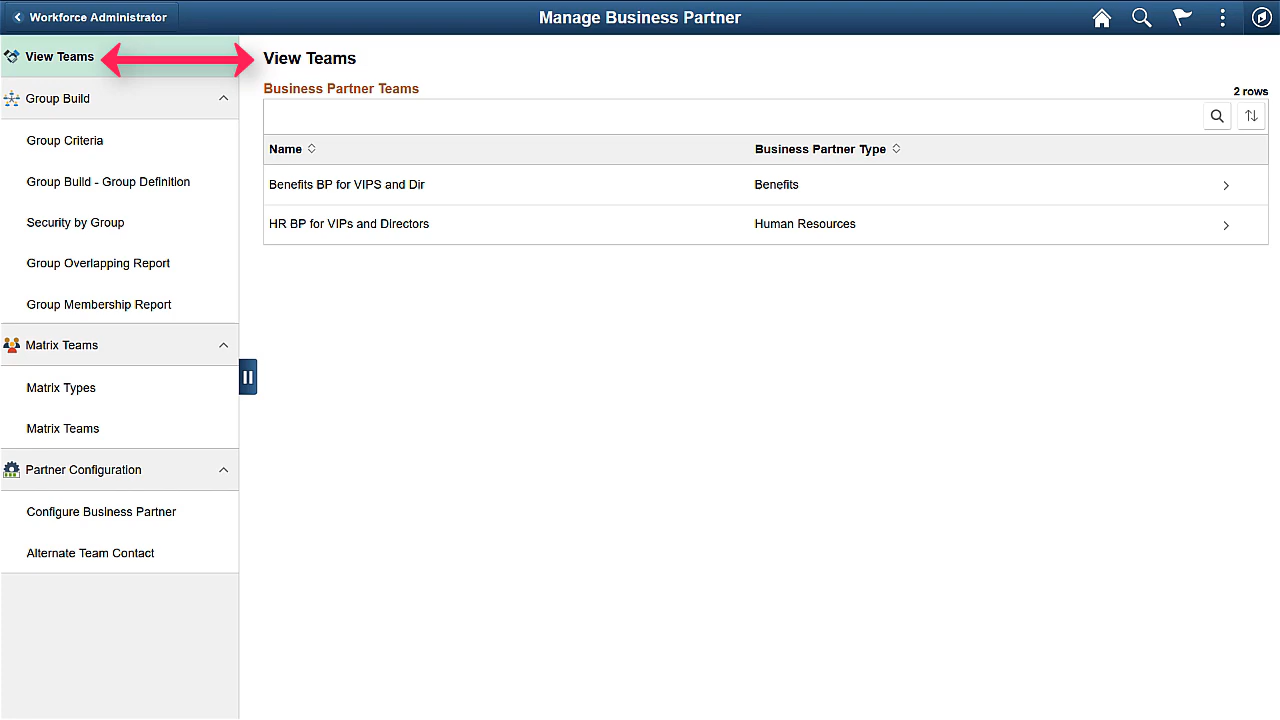 Workforce Administrator
Manage Business Partner
View Teams
Group Build
Group Criteria
Group Build - Group Definition
Security by Group
Group Overlapping Report
Group Membership Report
Matrix Teams
Matrix Types
Matrix Teams
Partner Configuration
Configure Business Partner
Alternate Team Contact
View Teams
Business Partner Teams
2 rows
Name Business Partner Type
Benefits BP for VIPS and Dir Benefits
HR BP for VIPs and Directors Human Resources